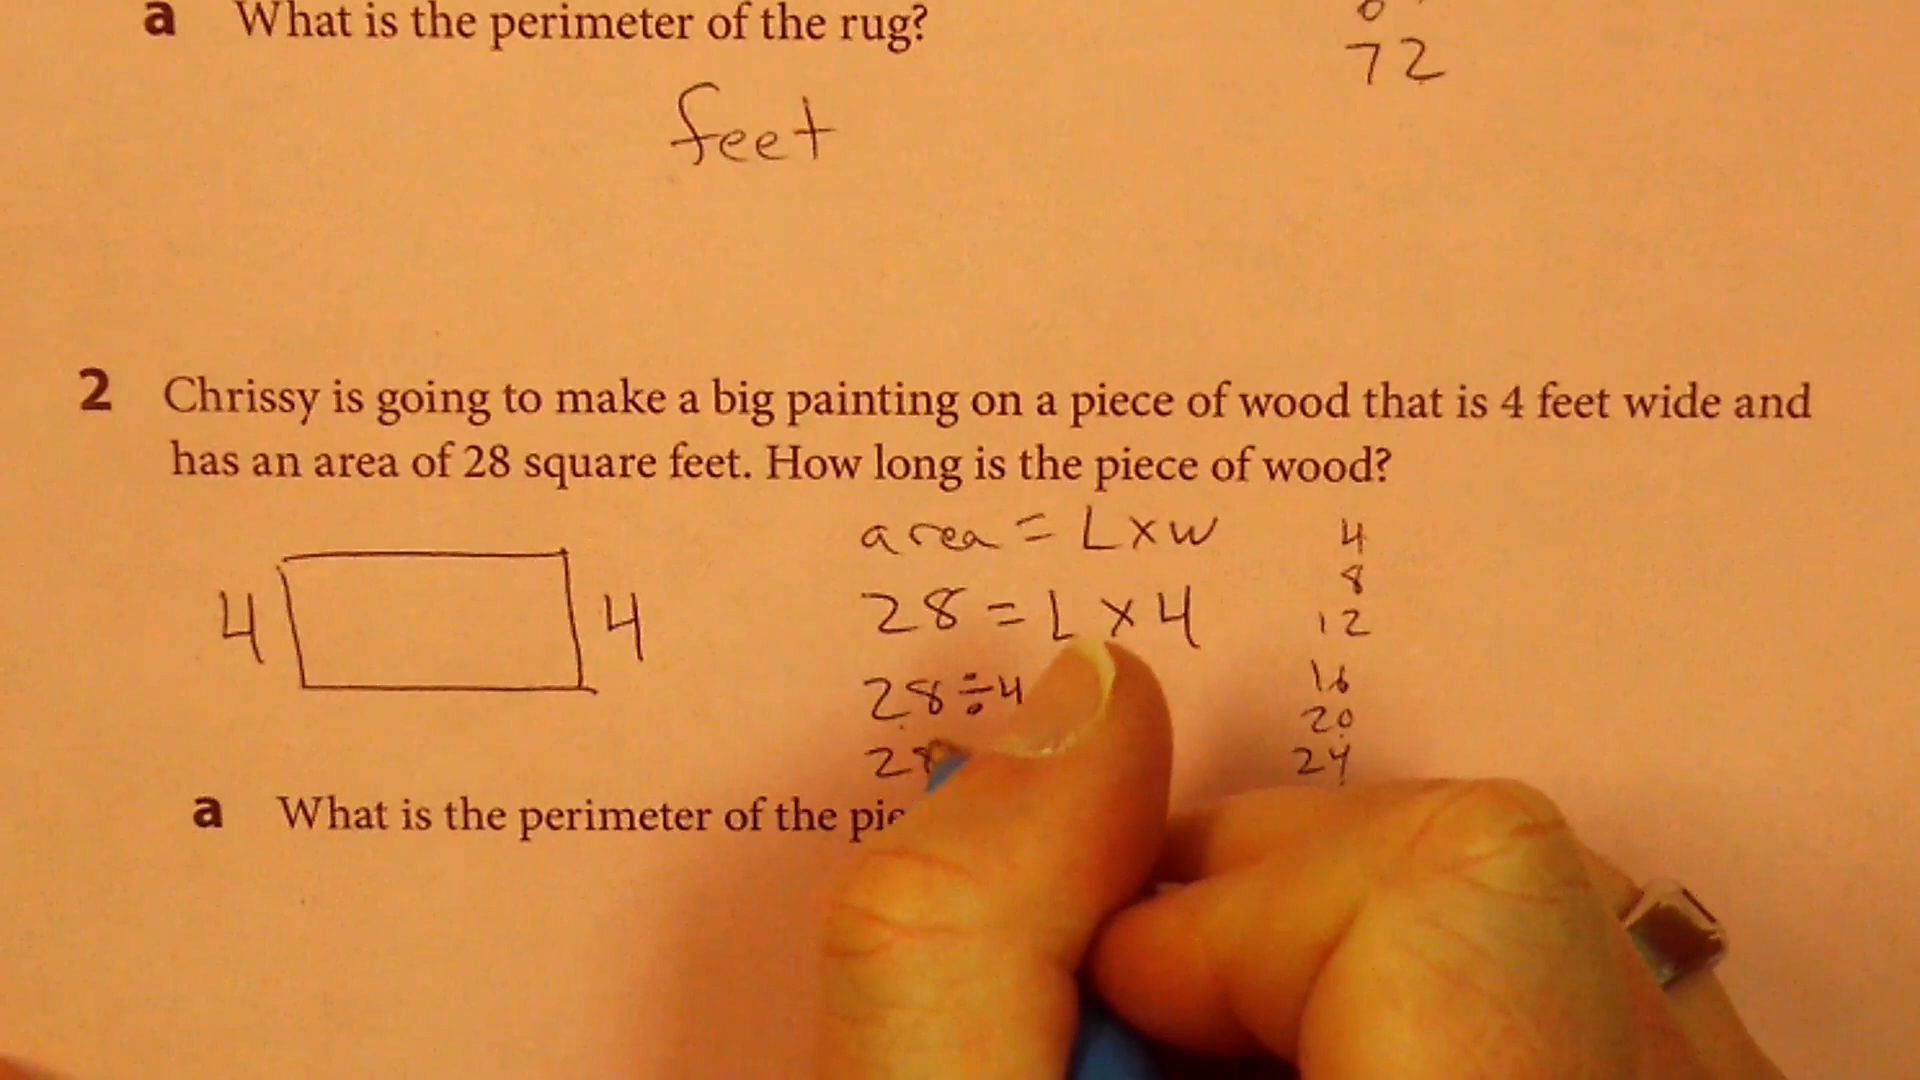 a What is the perimeter of the rug?
72
feet
2 Chrissy is going to make a big painting on a piece of wood that is 4 feet wide and
has an area of 28 square feet. How long is the piece of wood?
area = L x w
28 = L x 4
28 ÷ 4
28
4 4
4
8
12
16
20
24
a What is the perimeter of the